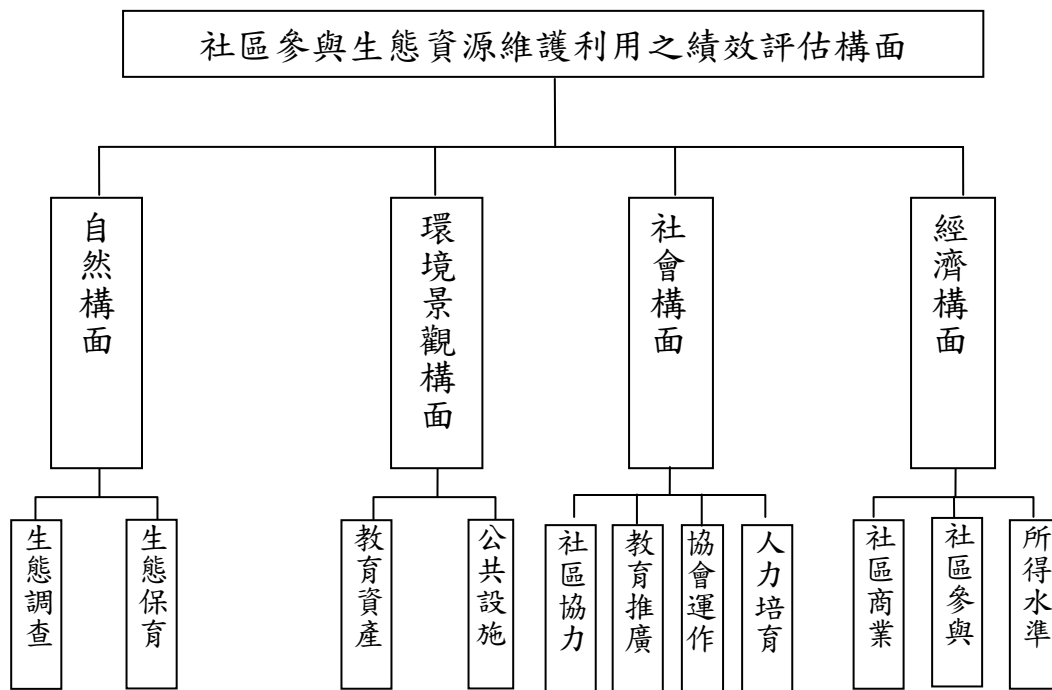 社區參與生態資源維護利用之績效評估構面
自然構面
環境景觀構面
社會構面
經濟構面
生態調查
生態保育
教育資產
公共設施
社區協力
教育推廣
協會運作
人力培育
社區商業
社區參與
所得水準